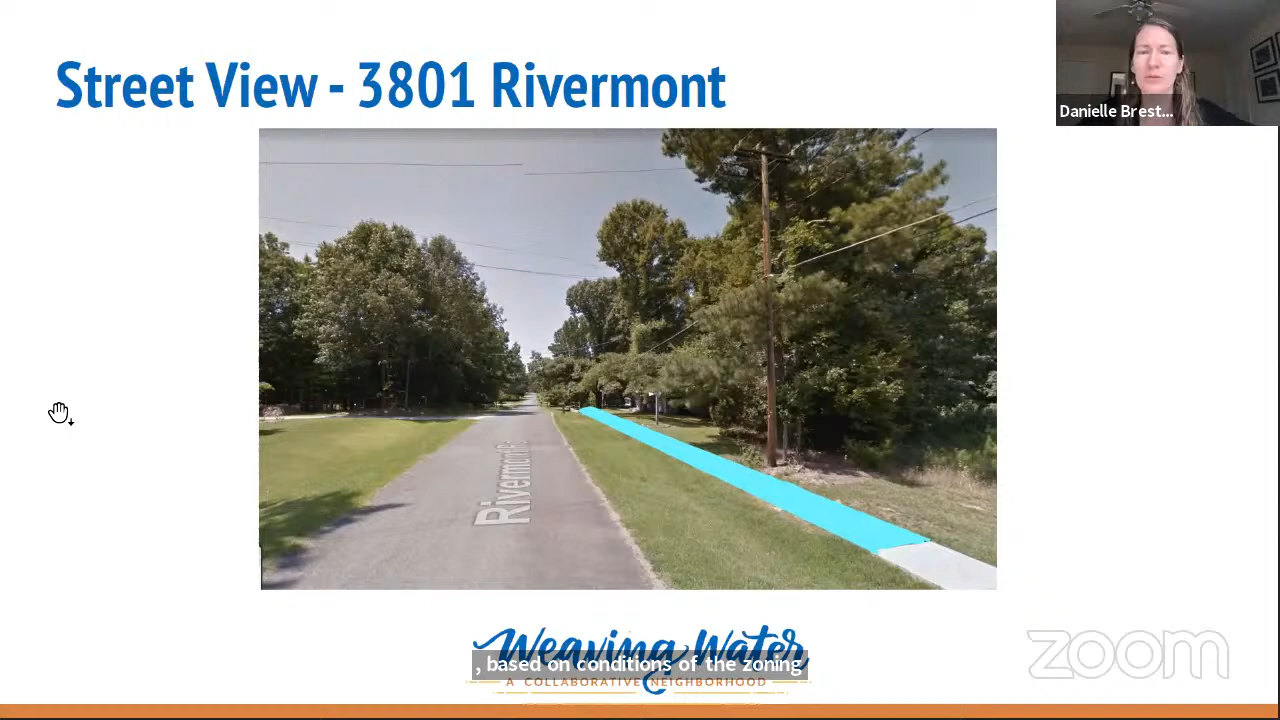 Street View - 3801 Rivermont
Danielle Brest...
Rivermont
Weaving Water
, based on conditions of the zoning
A COLLABORATIVE NEIGHBORHOOD
zoom